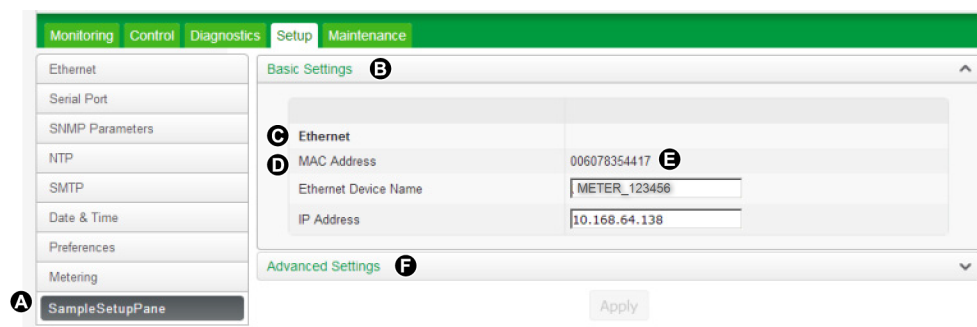 Monitoring Control Diagnostics Setup Maintenance
Ethernet
Serial Port
SNMP Parameters
NTP
SMTP
Date & Time
Preferences
Metering
A SampleSetupPane
Basic Settings B
C Ethernet
D MAC Address 006078354417 E
Ethernet Device Name METER_123456
IP Address 10.168.64.138
Advanced Settings F
Apply